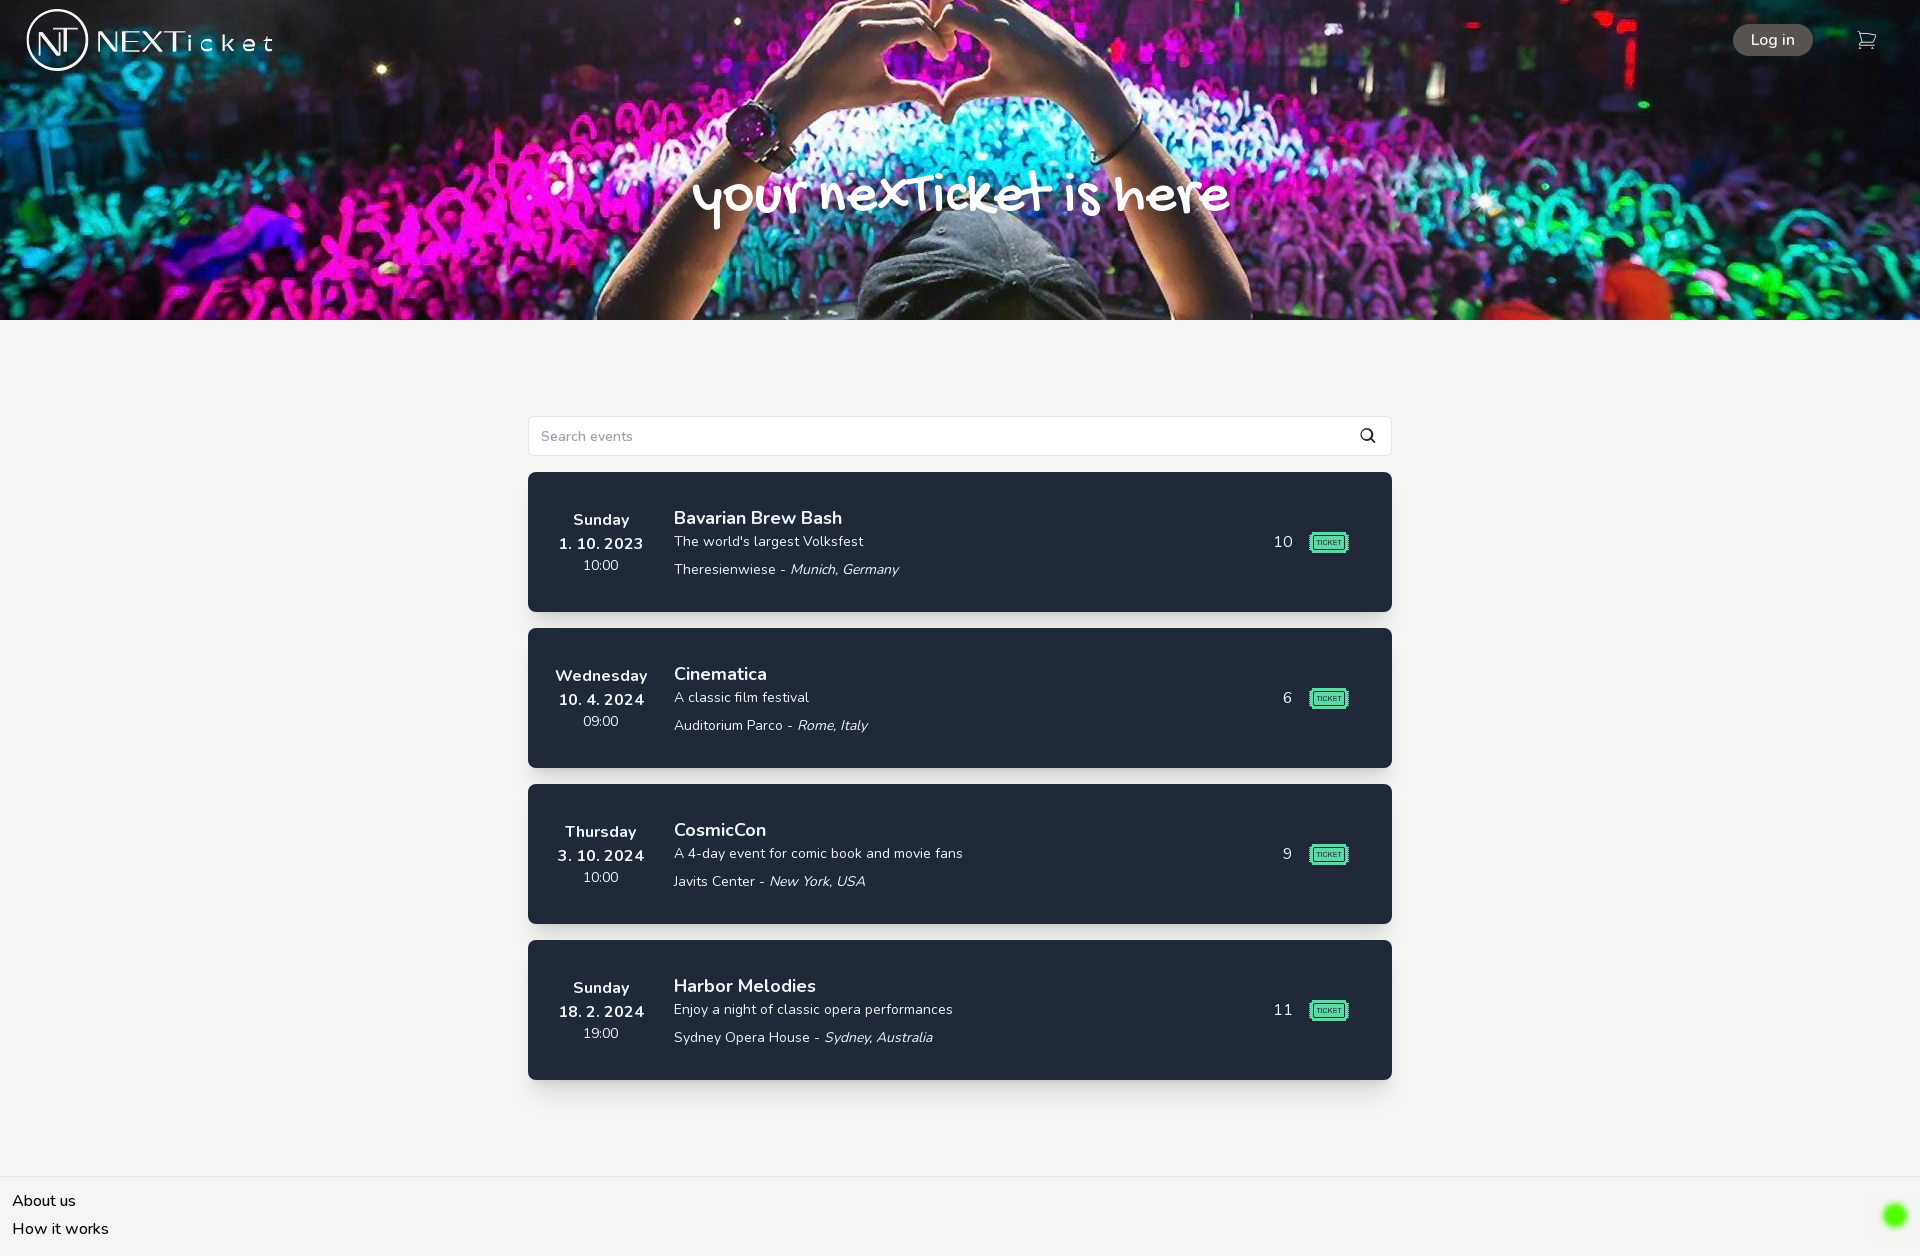 NT NEXTicket
Log in
your nexTicket is here
Search events
Sunday
1. 10. 2023
10:00
Bavarian Brew Bash
The world's largest Volksfest
Theresienwiese - Munich, Germany
10 TICKET
Wednesday
10. 4. 2024
09:00
Cinematica
A classic film festival
Auditorium Parco - Rome, Italy
6 TICKET
Thursday
3. 10. 2024
10:00
CosmicCon
A 4-day event for comic book and movie fans
Javits Center - New York, USA
9 TICKET
Sunday
18. 2. 2024
19:00
Harbor Melodies
Enjoy a night of classic opera performances
Sydney Opera House - Sydney, Australia
11 TICKET
About us
How it works